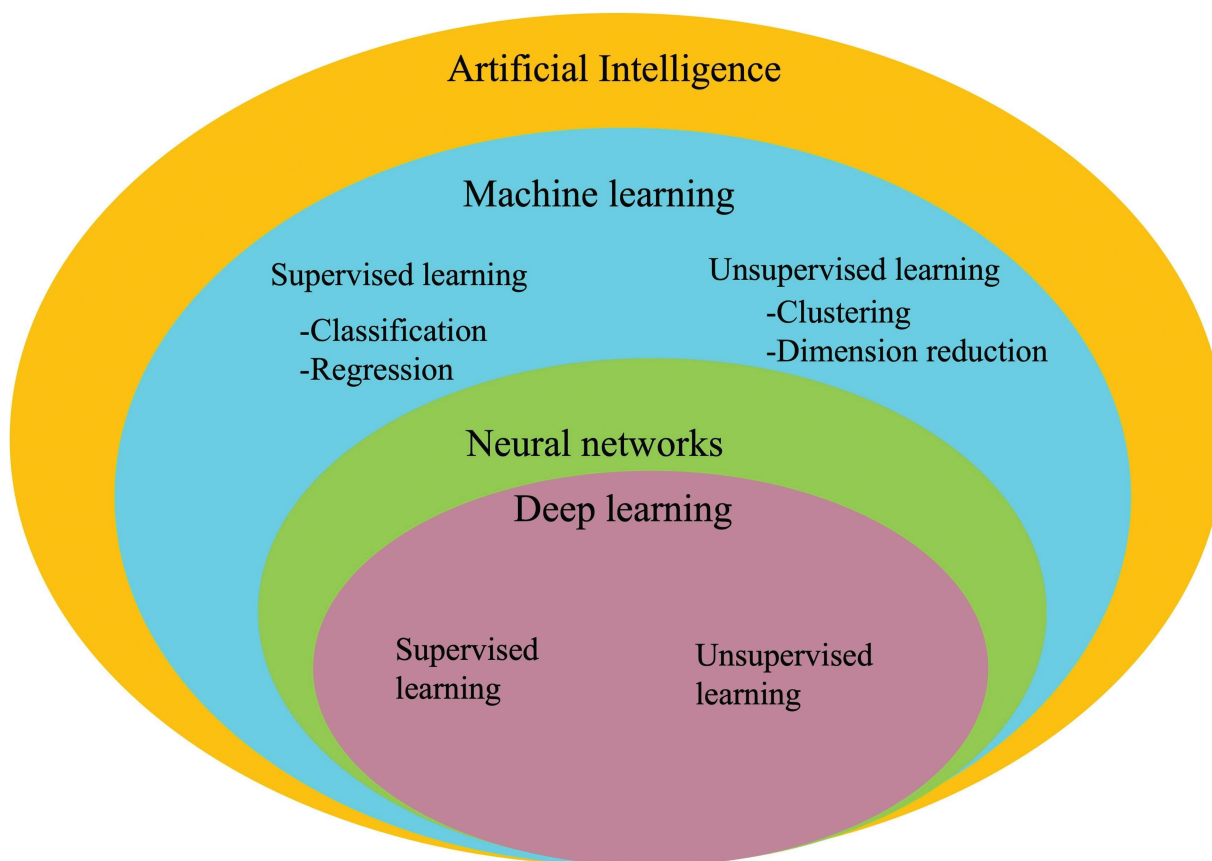 Artificial Intelligence
Machine learning
Supervised learning
-Classification
-Regression
Unsupervised learning
-Clustering
-Dimension reduction
Neural networks
Deep learning
Supervised
learning
Unsupervised
learning